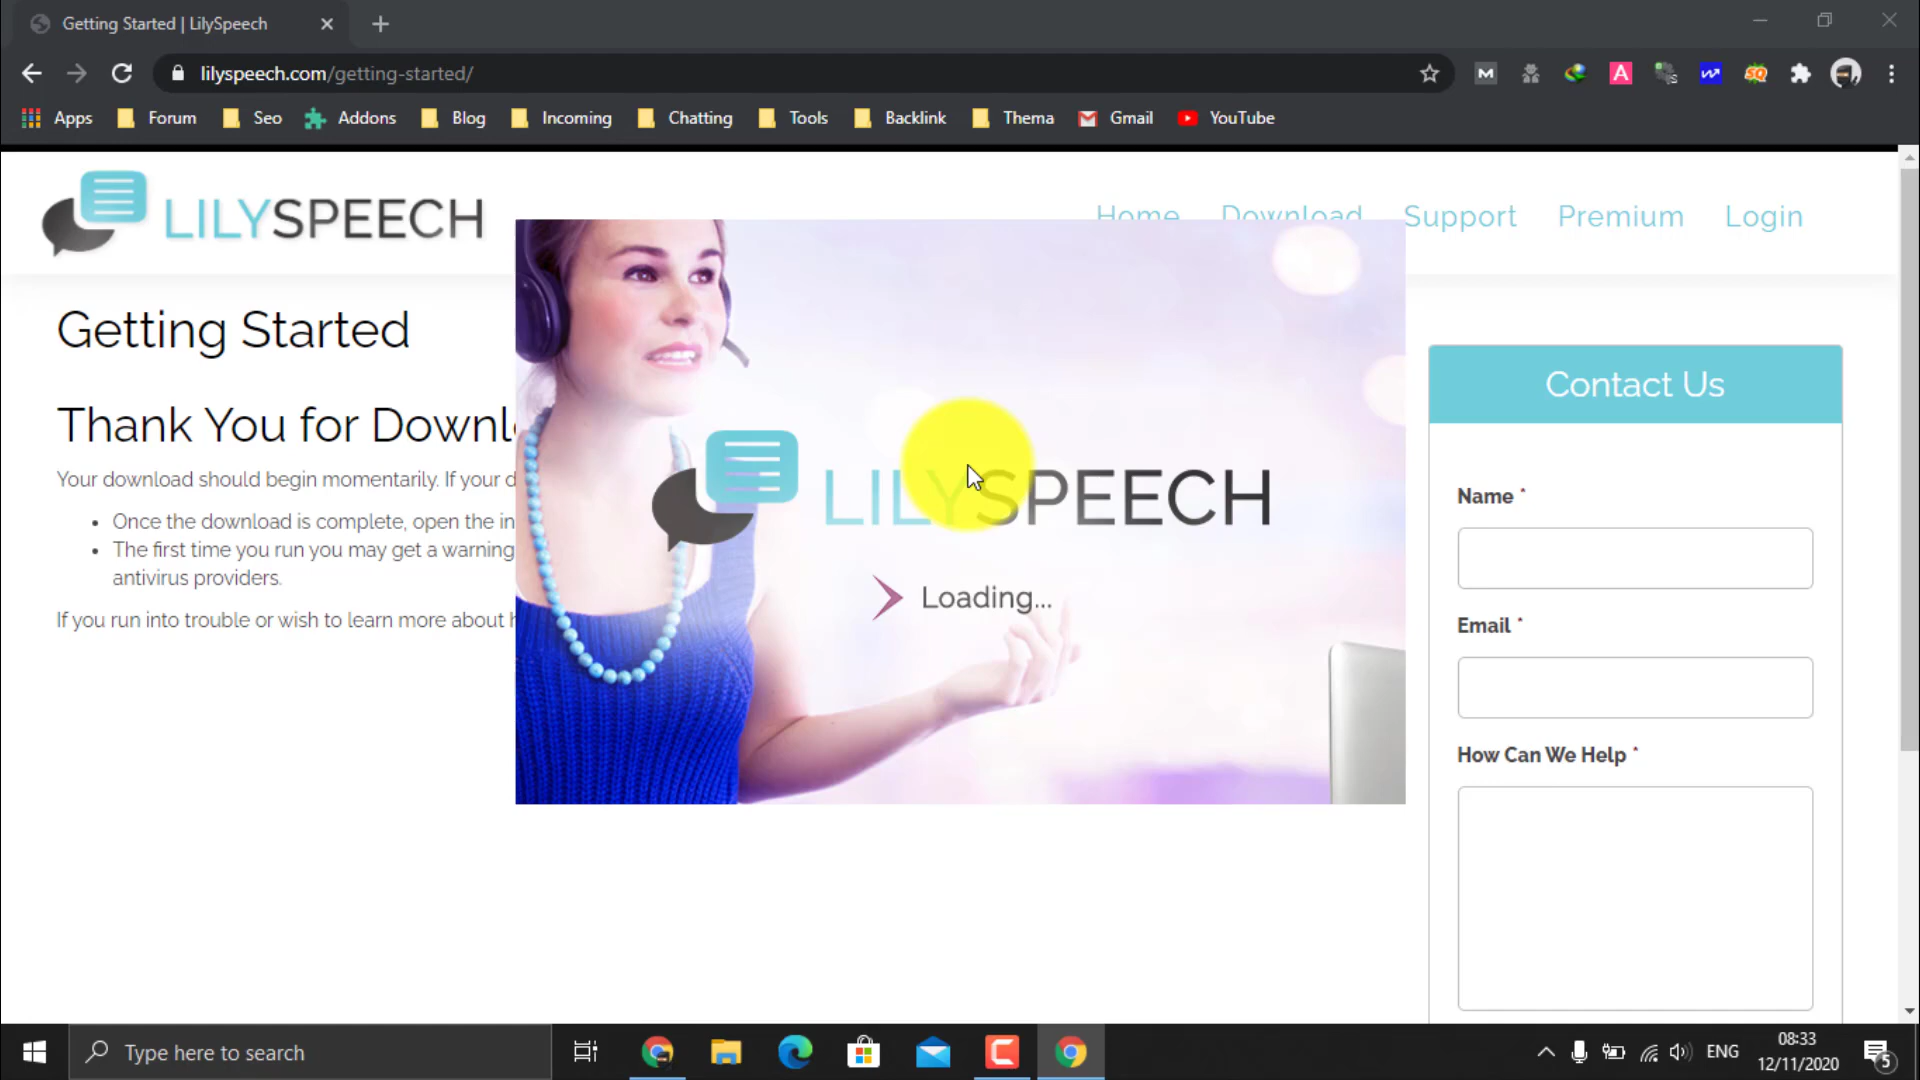 Getting Started | LilySpeech
lilyspeech.com/getting-started/
Apps Forum Seo Addons Blog Incoming Chatting Tools Backlink Thema Gmail YouTube
LILYSPEECH
Home Download Support Premium Login
Getting Started
Thank You for Downl
Your download should begin momentarily. If your d
Once the download is complete, open the in
The first time you run you may get a warning
antivirus providers.
If you run into trouble or wish to learn more about h
LILYSPEECH
Loading...
Contact Us
Name *
Email *
How Can We Help *
Type here to search
ENG
08:33
12/11/2020
5